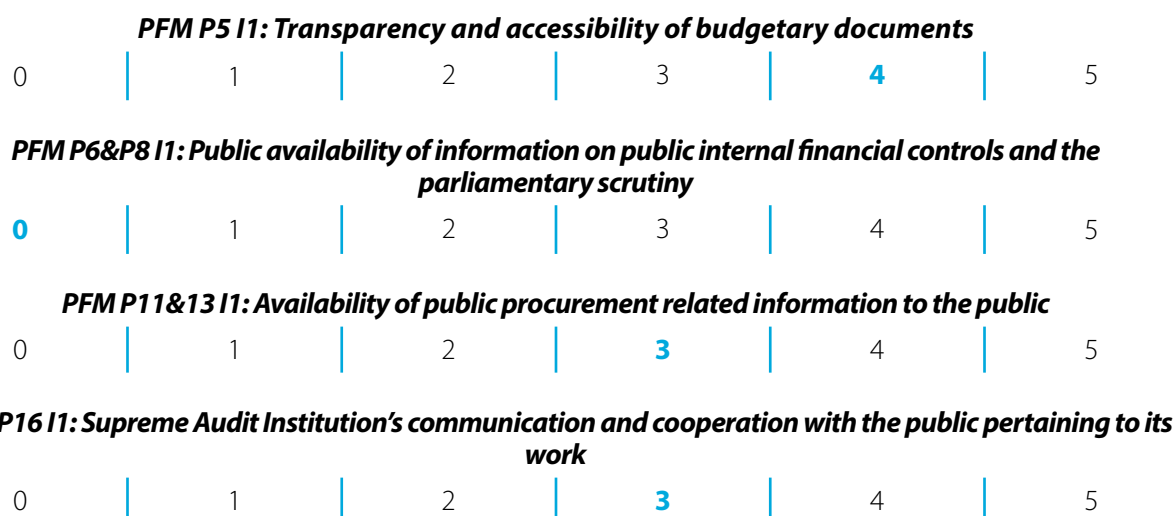 PFM P5 I1: Transparency and accessibility of budgetary documents
0 1 2 3 4 5
PFM P6&P8 I1: Public availability of information on public internal financial controls and the
parliamentary scrutiny
0 1 2 3 4 5
PFM P11&13 I1: Availability of public procurement related information to the public
0 1 2 3 4 5
P16 I1: Supreme Audit Institution's communication and cooperation with the public pertaining to its
work
0 1 2 3 4 5